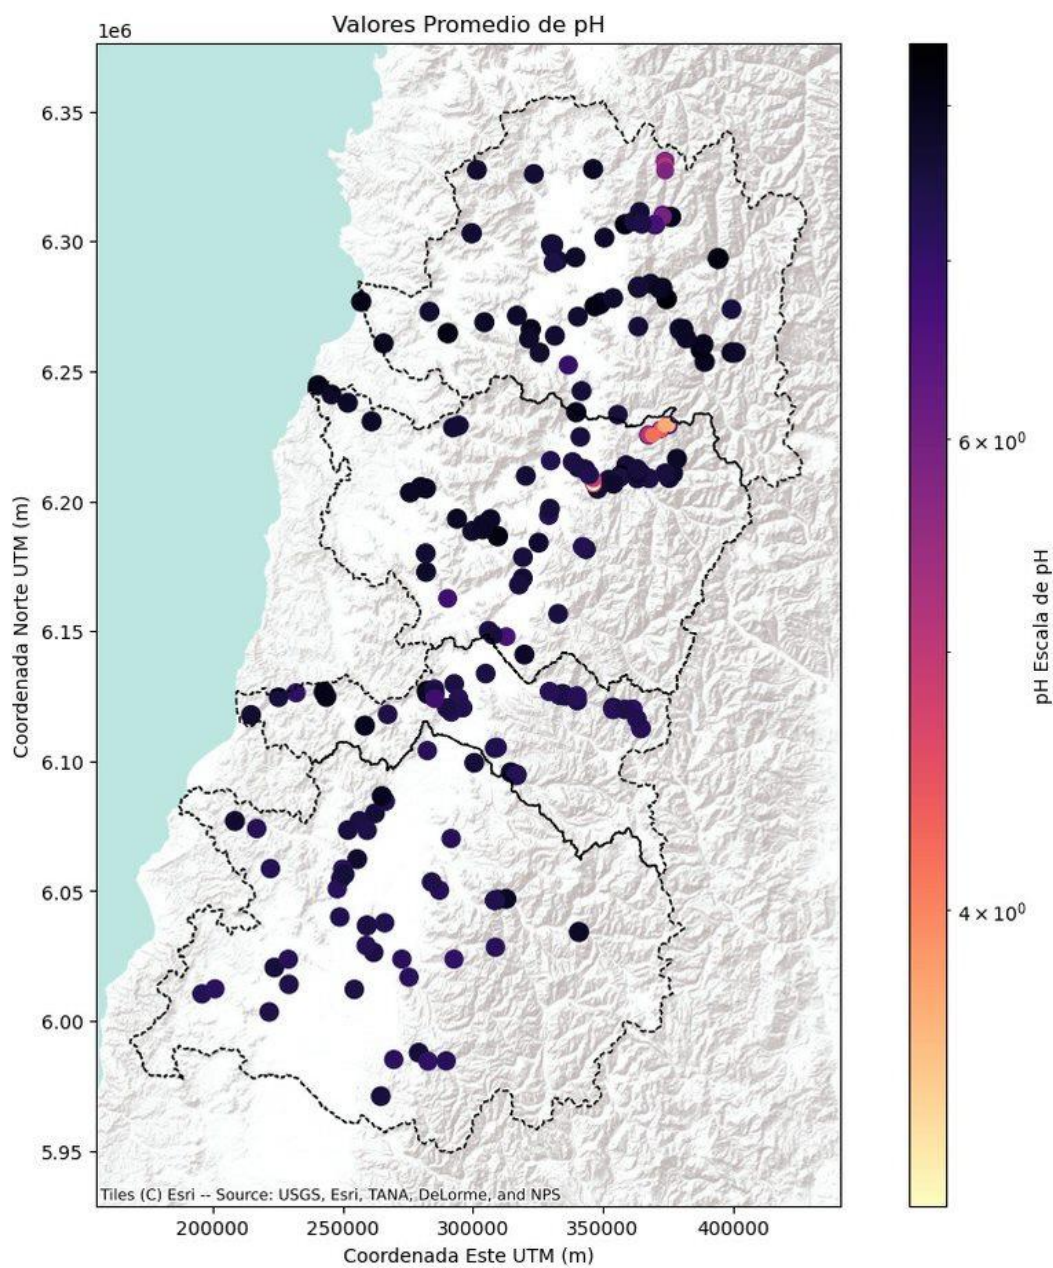 Valores Promedio de pH
1e6
6.35
6.30
6.25
6.20
6.15
6.10
6.05
6.00
5.95
Coordenada Norte UTM (m)
Tiles (C) Esri -- Source: USGS, Esri, TANA, DeLorme, and NPS
200000 250000 300000 350000 400000
Coordenada Este UTM (m)
6 × 10⁰
4 × 10⁰
pH Escala de pH